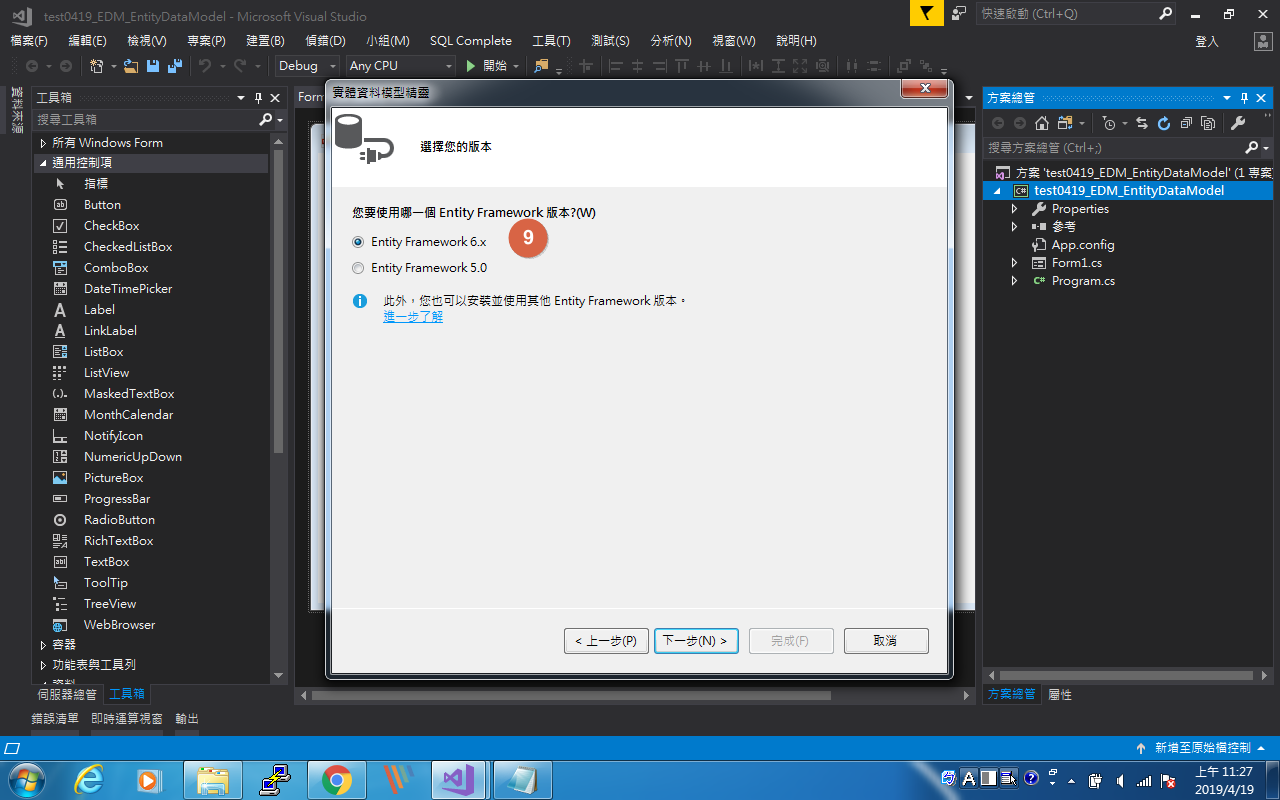 test0419_EDM_EntityDataModel - Microsoft Visual Studio
快速啟動 (Ctrl+Q)
檔案(F) 編輯(E) 檢視(V) 專案(P) 建置(B) 偵錯(D) 小組(M) SQL Complete 工具(T) 測試(S) 分析(N) 視窗(W) 說明(H)
登入
Debug Any CPU 開始
資料來源
工具箱
搜尋工具箱
所有 Windows Form
通用控制項
指標
Button
CheckBox
CheckedListBox
ComboBox
DateTimePicker
Label
LinkLabel
ListBox
ListView
MaskedTextBox
MonthCalendar
NotifyIcon
NumericUpDown
PictureBox
ProgressBar
RadioButton
RichTextBox
TextBox
ToolTip
TreeView
WebBrowser
容器
功能表與工具列
資料
伺服器總管 工具箱
錯誤清單 即時運算視窗 輸出
Form
實體資料模型精靈
選擇您的版本
您要使用哪一個 Entity Framework 版本?(W)
Entity Framework 6.x
9
Entity Framework 5.0
此外，您也可以安裝並使用其他 Entity Framework 版本。
進一步了解
< 上一步(P) 下一步(N) > 完成(F) 取消
方案總管
搜尋方案總管 (Ctrl+;)
方案 'test0419_EDM_EntityDataModel' (1 專案
C# test0419_EDM_EntityDataModel
Properties
參考
App.config
Form1.cs
C# Program.cs
方案總管 屬性
新增至原始檔控制
A
上午 11:27
2019/4/19